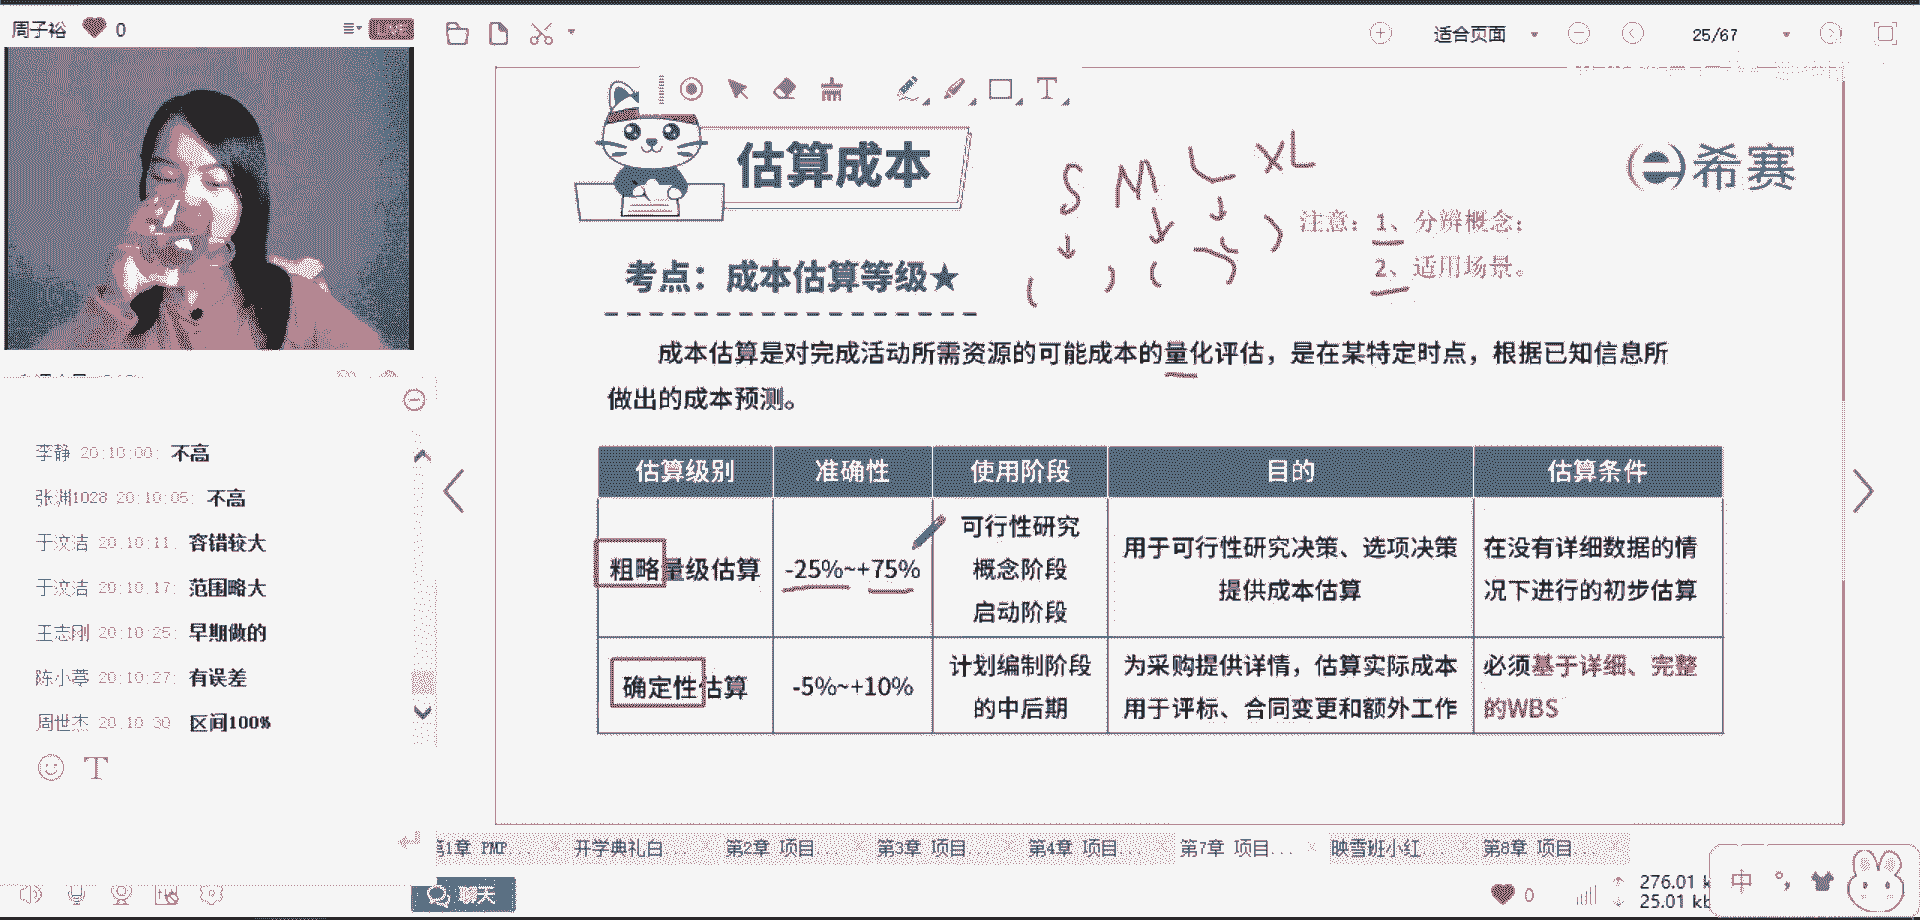 周子裕 0
LIVE
适合页面
25/67
估算成本
S M L XL
希赛
注意：1、分辨概念；
2、适用场景。
考点：成本估算等级★
成本估算是对完成活动所需资源的可能成本的量化评估，是在某特定时点，根据已知信息所
做出的成本预测。
估算级别 准确性 使用阶段 目的 估算条件
粗略量级估算 -25%~+75% 可行性研究 概念阶段 启动阶段 用于可行性研究决策、选项决策 提供成本估算 在没有详细数据的情 况下进行的初步估算
确定性估算 -5%~+10% 计划编制阶段 的中后期 为采购提供详情，估算实际成本 用于评标、合同变更和额外工作 必须基于详细、完整 的WBS
李静 20:10:00: 不高
张渊1028 20:10:05: 不高
于汶洁 20:10:11: 容错较大
于汶洁 20:10:17: 范围略大
王志刚 20:10:25: 早期做的
陈小葶 20:10:27: 有误差
周世杰 20:10:30 区间100%
T
第1章 PMP... 开学典礼白... 第2章 项目... 第3章 项目... 第4章 项目... 第7章 项目... 映雪班小红... 第8章 项目...
聊天
0
276.01 k
25.01 kb
中